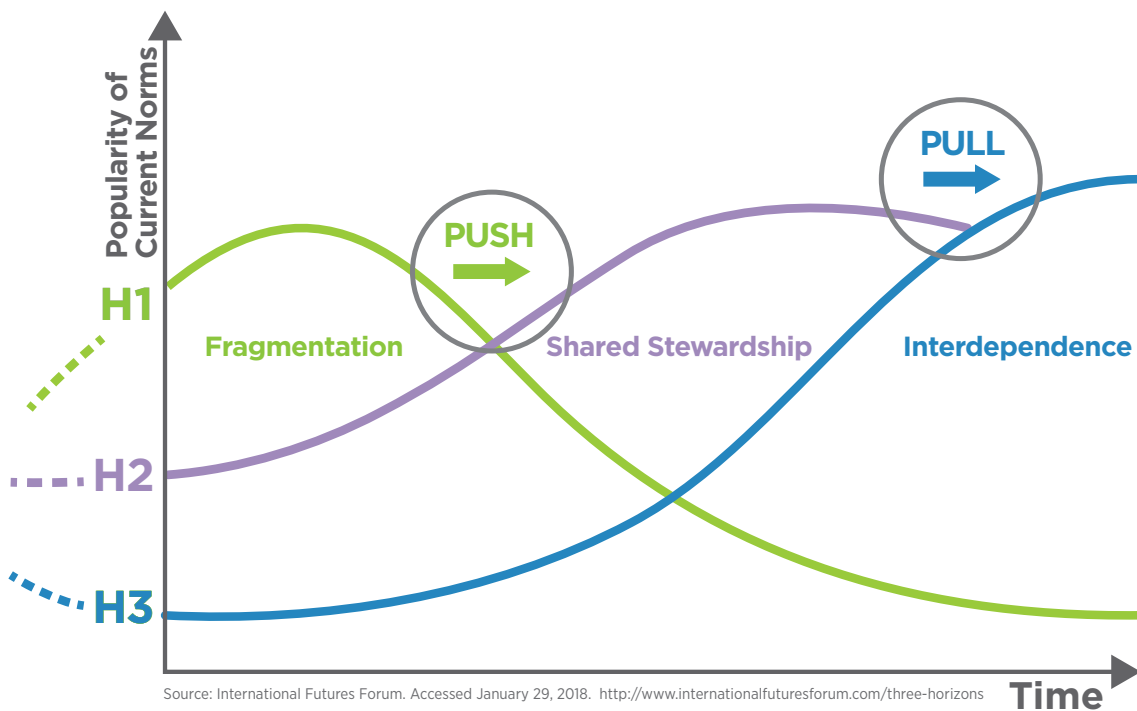 Popularity of
Current Norms
PULL
PUSH
H1
Fragmentation
Shared Stewardship
Interdependence
H2
H3
Source: International Futures Forum. Accessed January 29, 2018. http://www.internationalfuturesforum.com/three-horizons
Time